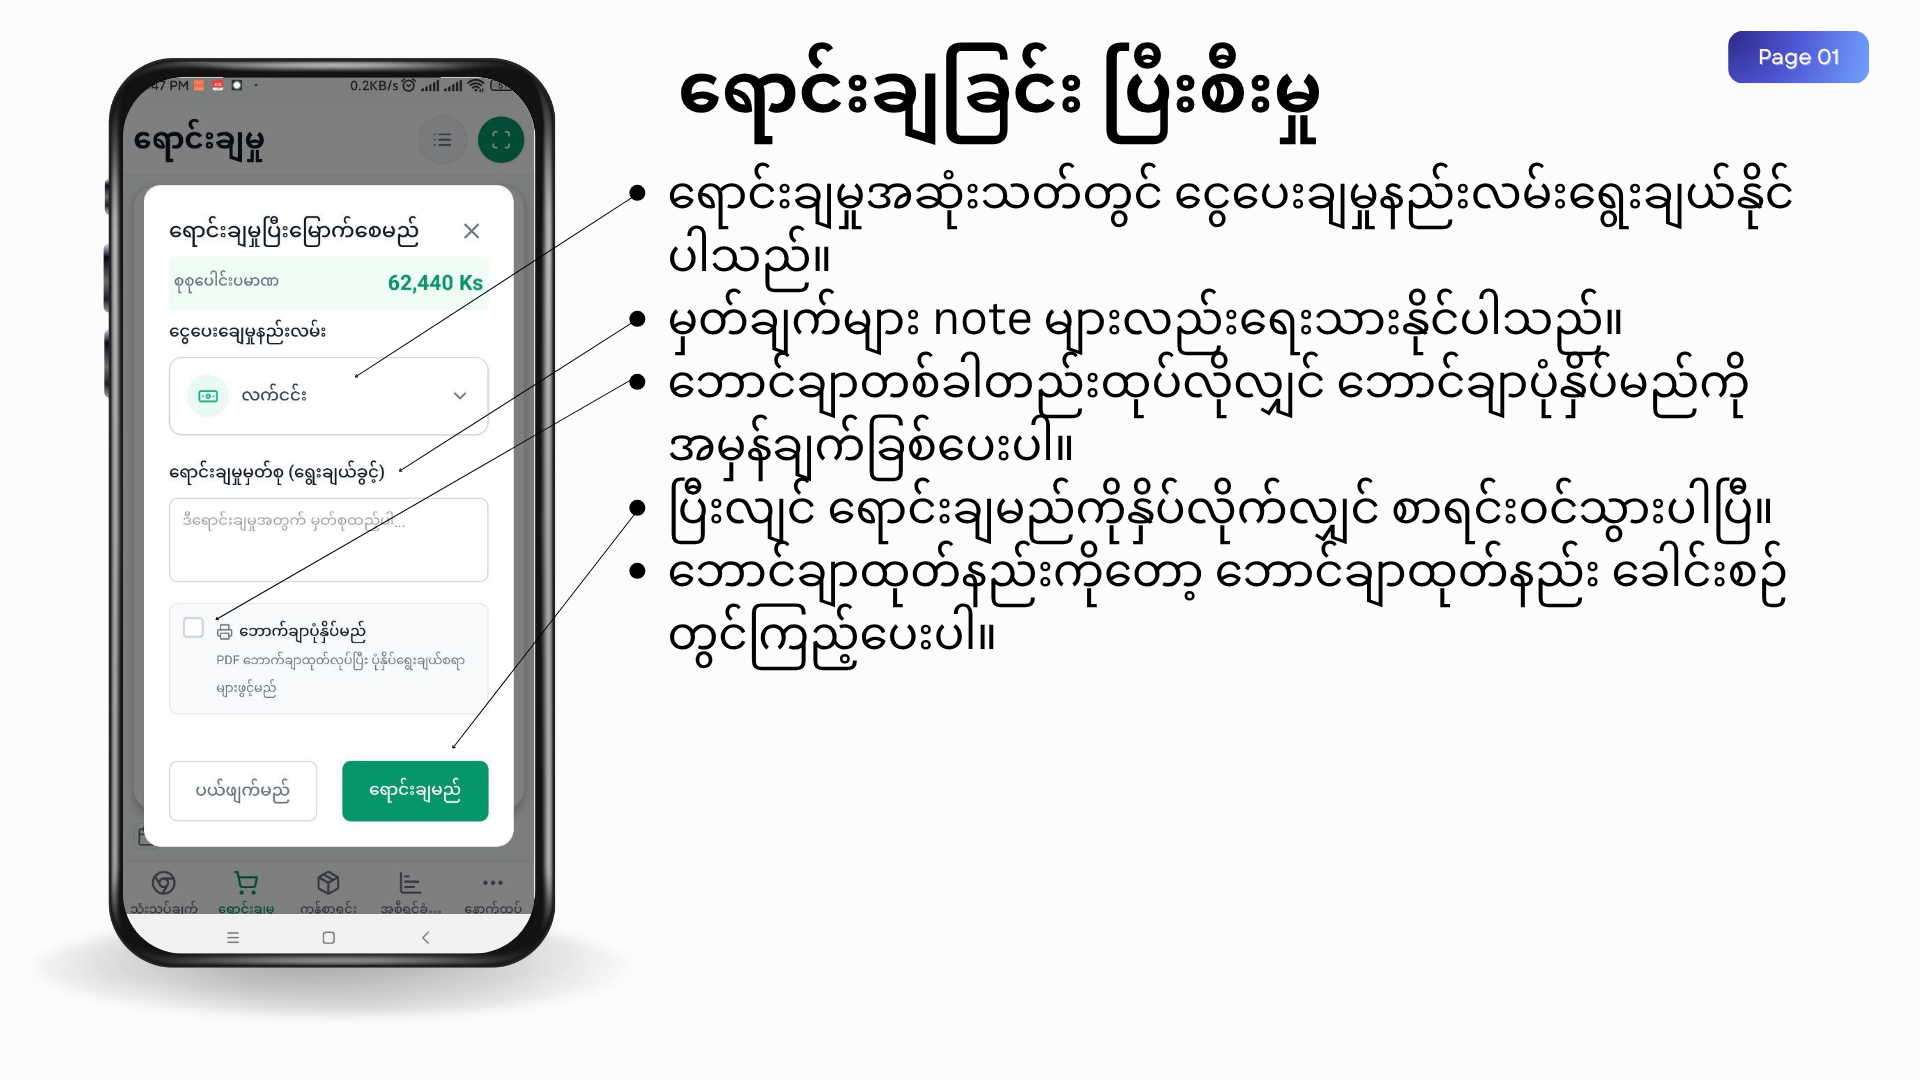 ရောင်းချခြင်း ပြီးစီးမှု
Page 01
ရောင်းချမှုအဆုံးသတ်တွင် ငွေပေးချမှုနည်းလမ်းရွေးချယ်နိုင်
ပါသည်။
မှတ်ချက်များ note များလည်းရေးသားနိုင်ပါသည်။
ဘောင်ချာတစ်ခါတည်းထုပ်လိုလျှင် ဘောင်ချာပုံနှိပ်မည်ကို
အမှန်ချက်ခြစ်ပေးပါ။
ပြီးလျင် ရောင်းချမည်ကိုနှိပ်လိုက်လျှင် စာရင်းဝင်သွားပါပြီ။
ဘောင်ချာထုတ်နည်းကိုတော့ ဘောင်ချာထုတ်နည်း ခေါင်းစဉ်
တွင်ကြည့်ပေးပါ။
47 PM
0.2KB/s
ရောင်းချမှု
ရောင်းချမှုပြီးမြောက်စေမည်
စုစုပေါင်းပမာဏ
62,440 Ks
ငွေပေးချေမှုနည်းလမ်း
လက်ငင်း
ရောင်းချမှုမှတ်စု (ရွေးချယ်ခွင့်)
ဒီရောင်းချမှုအတွက် မှတ်စုထည့်ပါ...
ဘောက်ချာပုံနှိပ်မည်
PDF ဘောက်ချာထုတ်လုပ်ပြီး ပုံနှိပ်ရွေးချယ်စရာ
များဖွင့်မည်
ပယ်ဖျက်မည်
ရောင်းချမည်
သုံးသပ်ချက်
ရောင်းချမှု
ကုန်စာရင်း
အစီရင်ခံ...
နောက်ထပ်